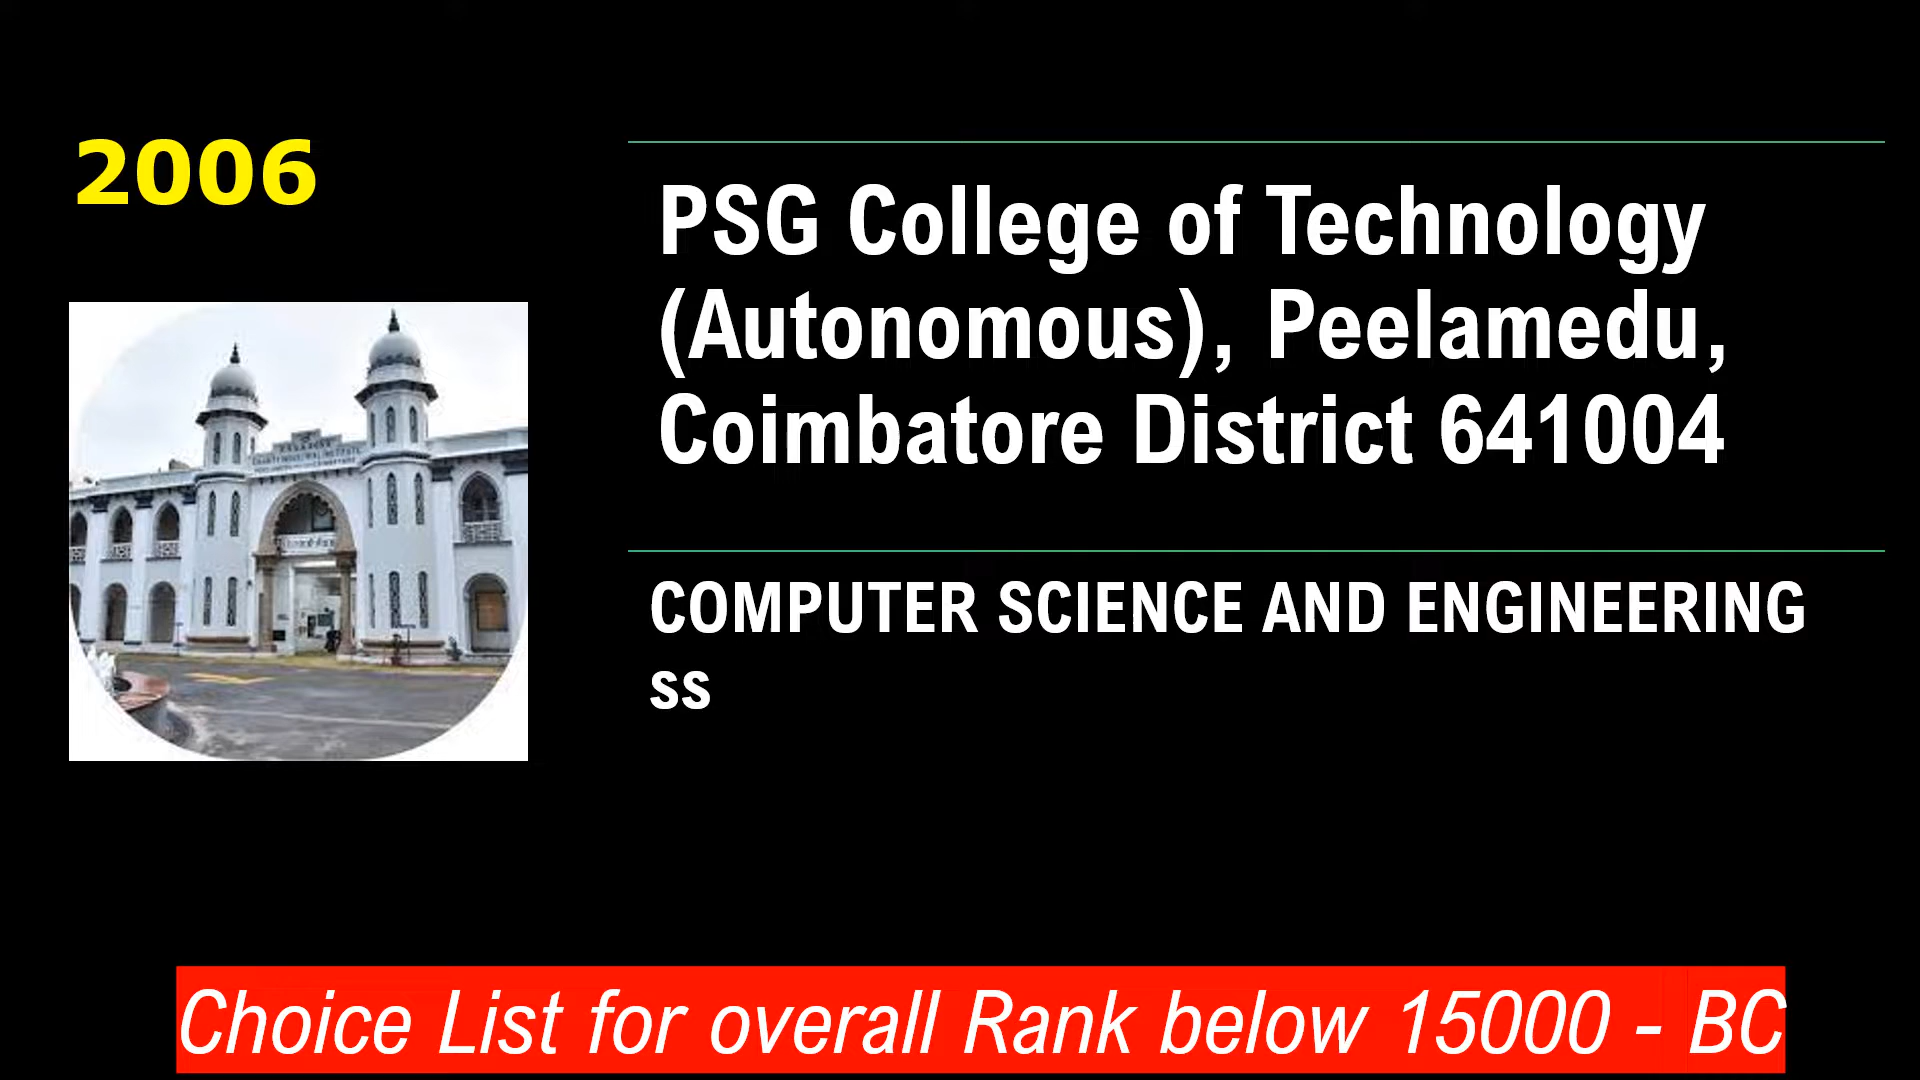 2006
PSG College of Technology
(Autonomous), Peelamedu,
Coimbatore District 641004
COMPUTER SCIENCE AND ENGINEERING
ss
Choice List for overall Rank below 15000 - BC